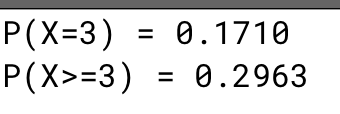 P(X=3) = 0.1710
P(X>=3) = 0.2963